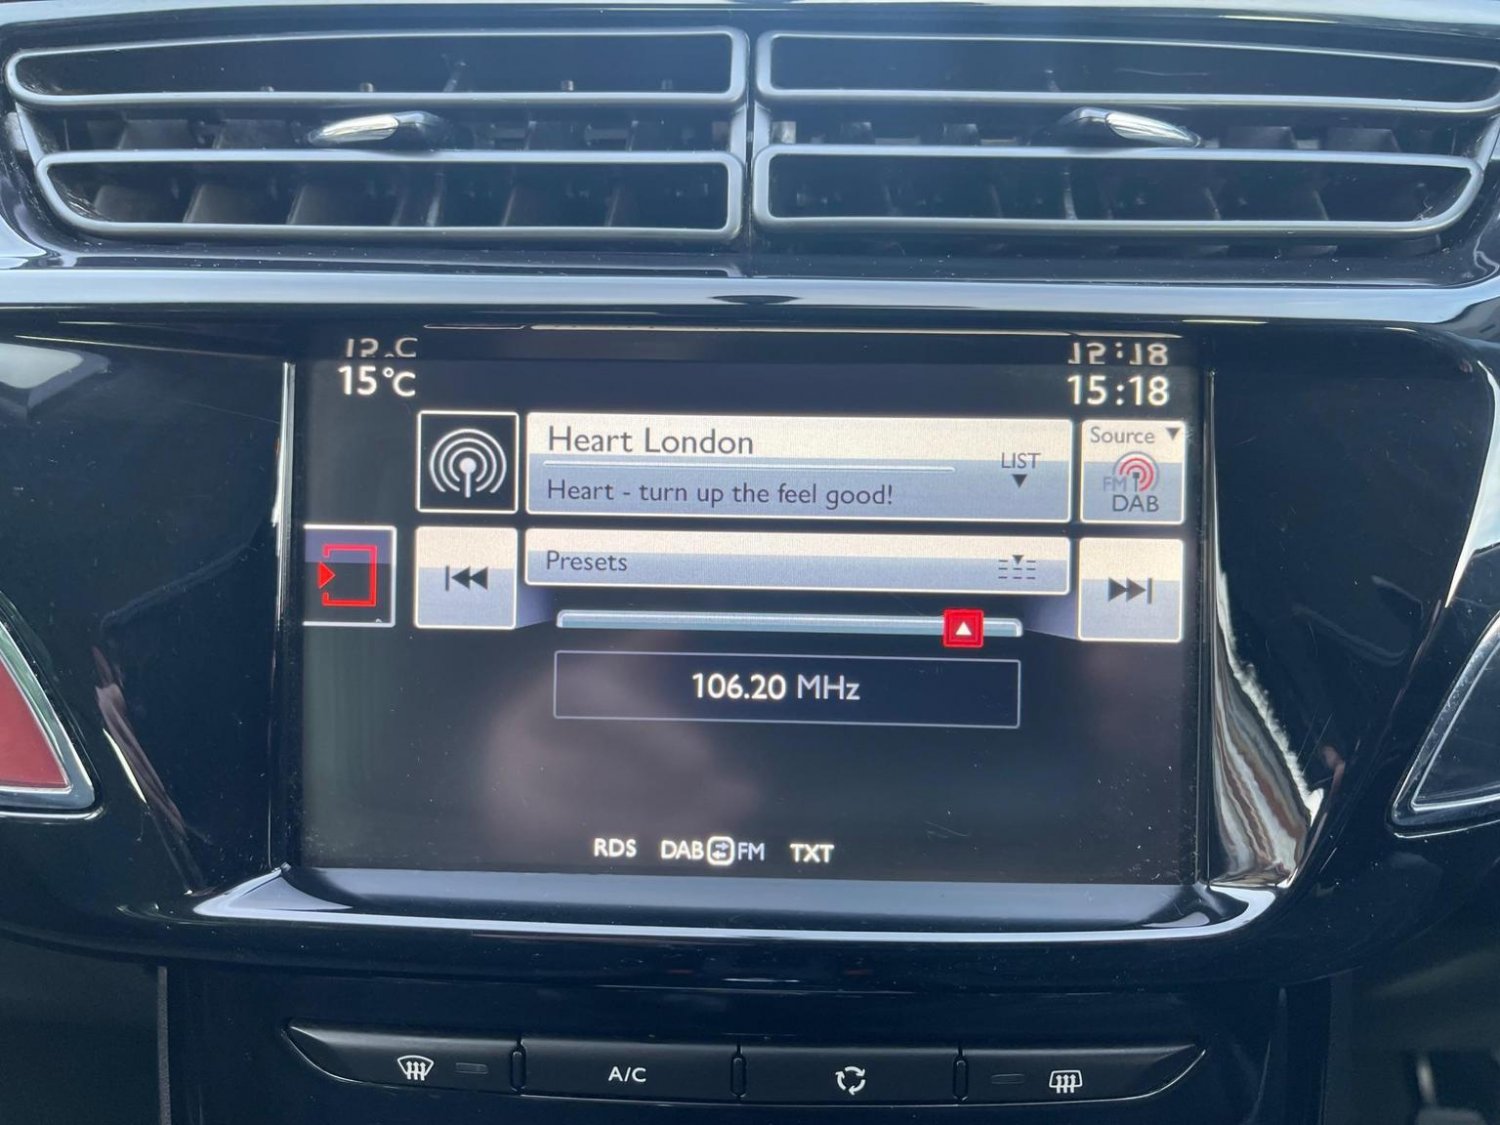 15°C
15:18
Heart London
LIST
Heart - turn up the feel good!
Source
FM
DAB
Presets
106.20 MHz
RDS DAB FM TXT
A/C